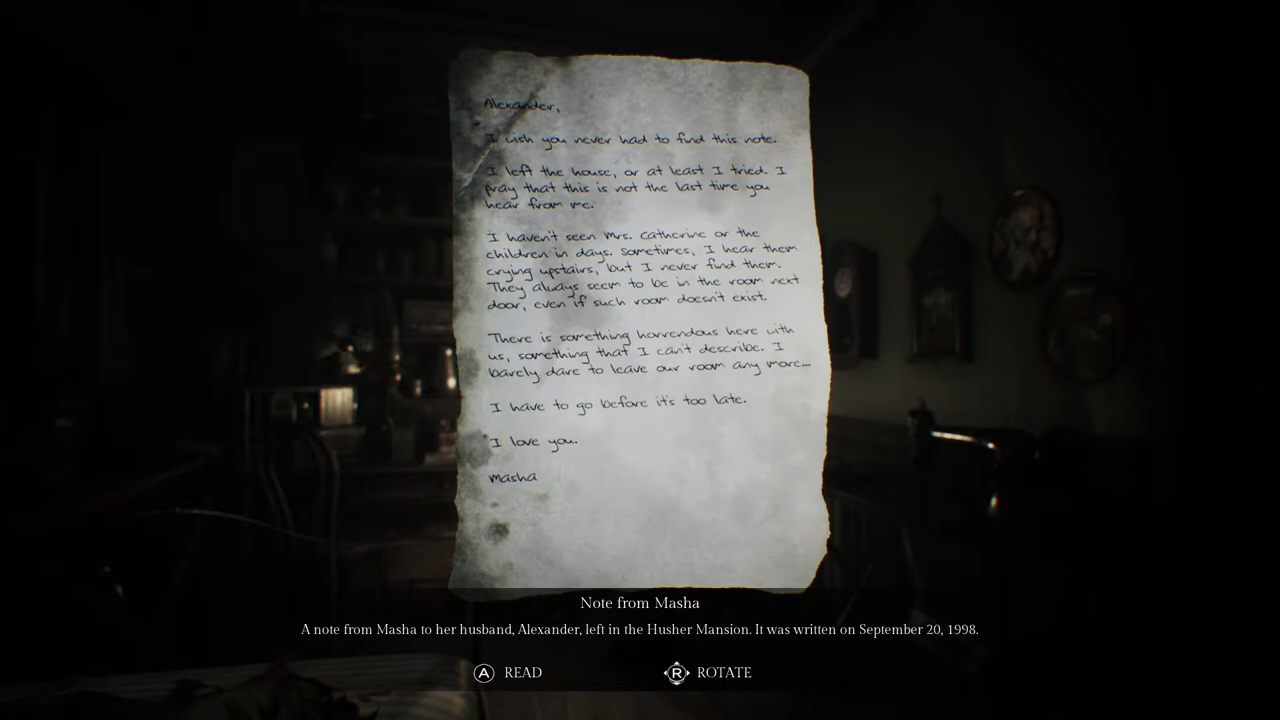 Alexander,
I wish you never had to find this note.
I left the house, or at least I tried. I
pray that this is not the last time you
hear from me.
I haven't seen Mrs. Catherine or the
children in days. Sometimes, I hear them
crying upstairs, but I never find them.
They always seem to be in the room next
door, even if such room doesn't exist.
There is something horrendous here with
us, something that I can't describe. I
barely dare to leave our room any more...
I have to go before it's too late.
I love you.
Masha
Note from Masha
A note from Masha to her husband, Alexander, left in the Husher Mansion. It was written on September 20, 1998.
A READ
R ROTATE